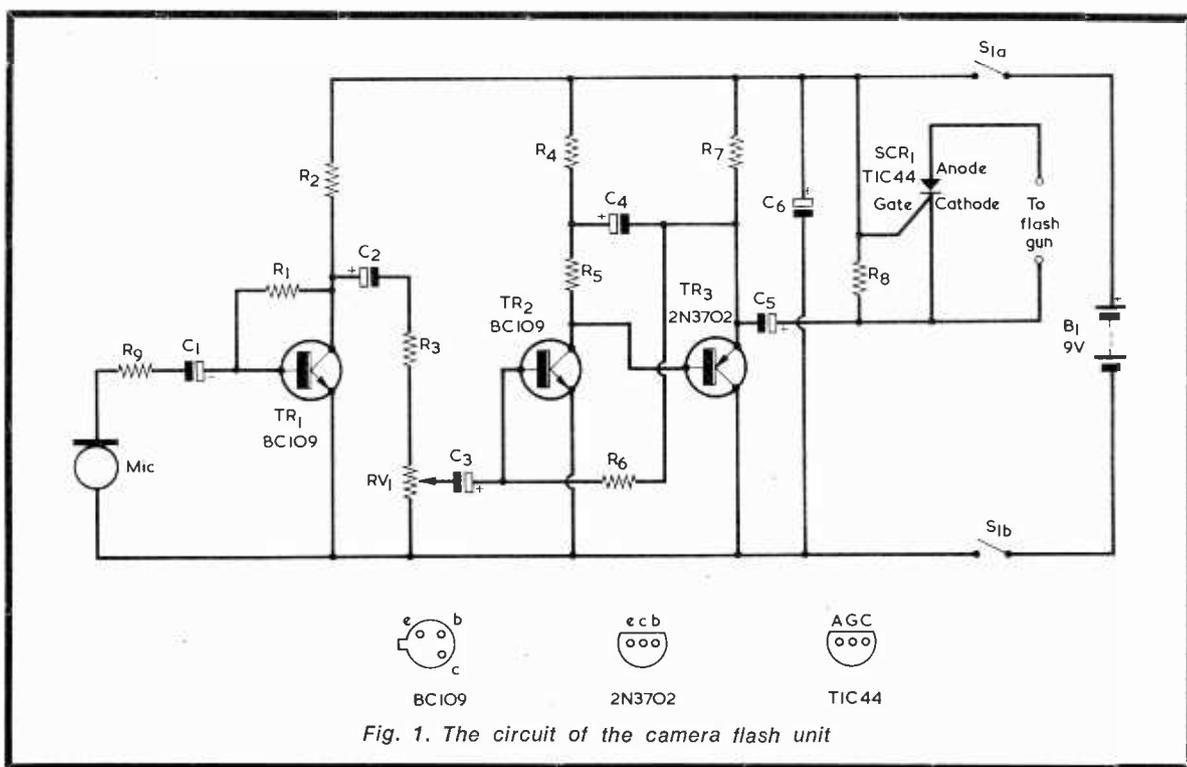 S1a
R2
R4
R7
C6
SCR1
TIC44
Anode
Gate
Cathode
To
flash
gun
R1
C2
C4
R5
R8
TR2
BC109
TR3
2N3702
C5
B1
9V
R9
C1
R3
TR1
BC109
Mic
RV1
C3
R6
S1b
e b
c
BC109
e c b
2N3702
A G C
TIC44
Fig. 1. The circuit of the camera flash unit